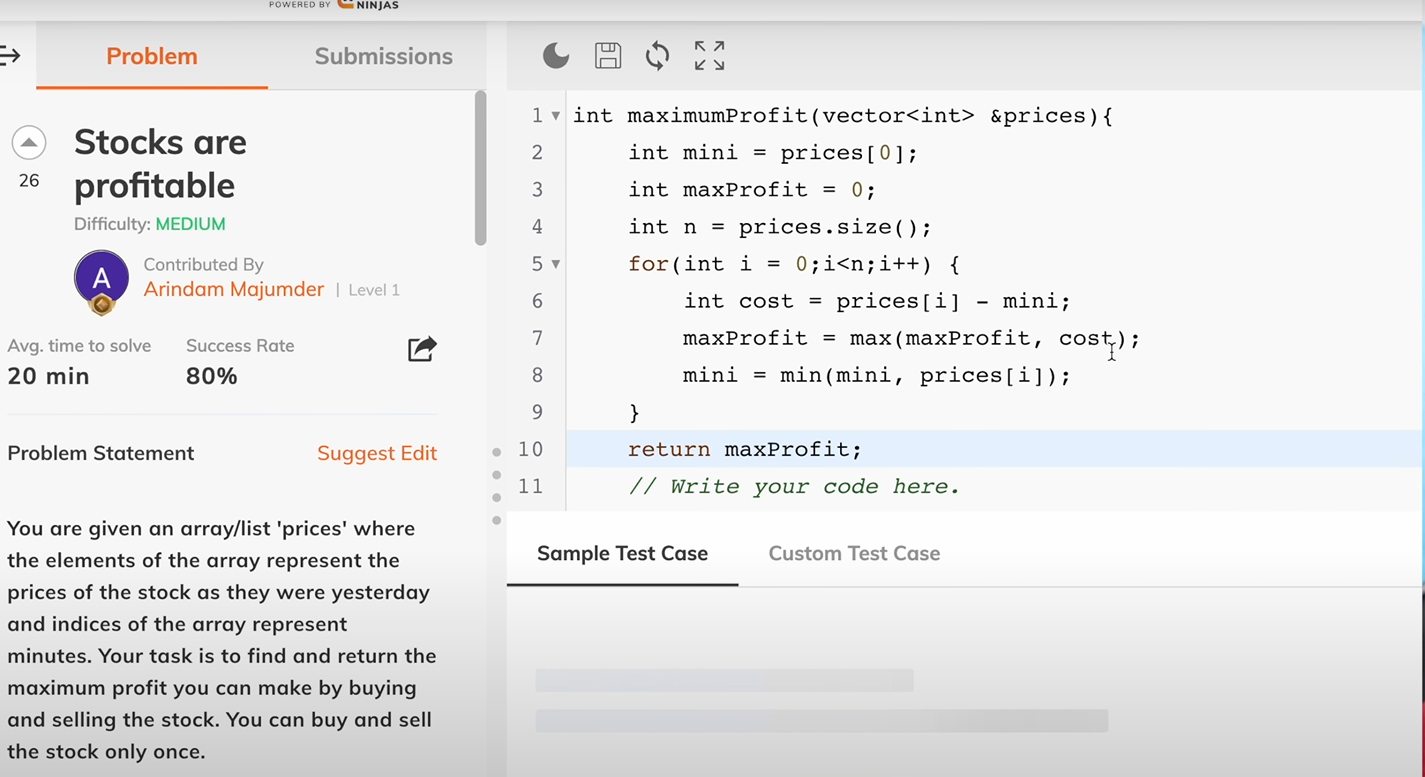 POWERED BY NINJAS
Problem
Submissions
26
Stocks are
profitable
Difficulty: MEDIUM
A
Contributed By
Arindam Majumder | Level 1
Avg. time to solve
Success Rate
20 min
80%
Problem Statement
Suggest Edit
You are given an array/list 'prices' where
the elements of the array represent the
prices of the stock as they were yesterday
and indices of the array represent
minutes. Your task is to find and return the
maximum profit you can make by buying
and selling the stock. You can buy and sell
the stock only once.
1 int maximumProfit(vector<int> &prices){
2 int mini = prices[0];
3 int maxProfit = 0;
4 int n = prices.size();
5 for(int i = 0;i<n;i++) {
6 int cost = prices[i] - mini;
7 maxProfit = max(maxProfit, cost);
8 mini = min(mini, prices[i]);
9 }
10 return maxProfit;
11 // Write your code here.
Sample Test Case
Custom Test Case